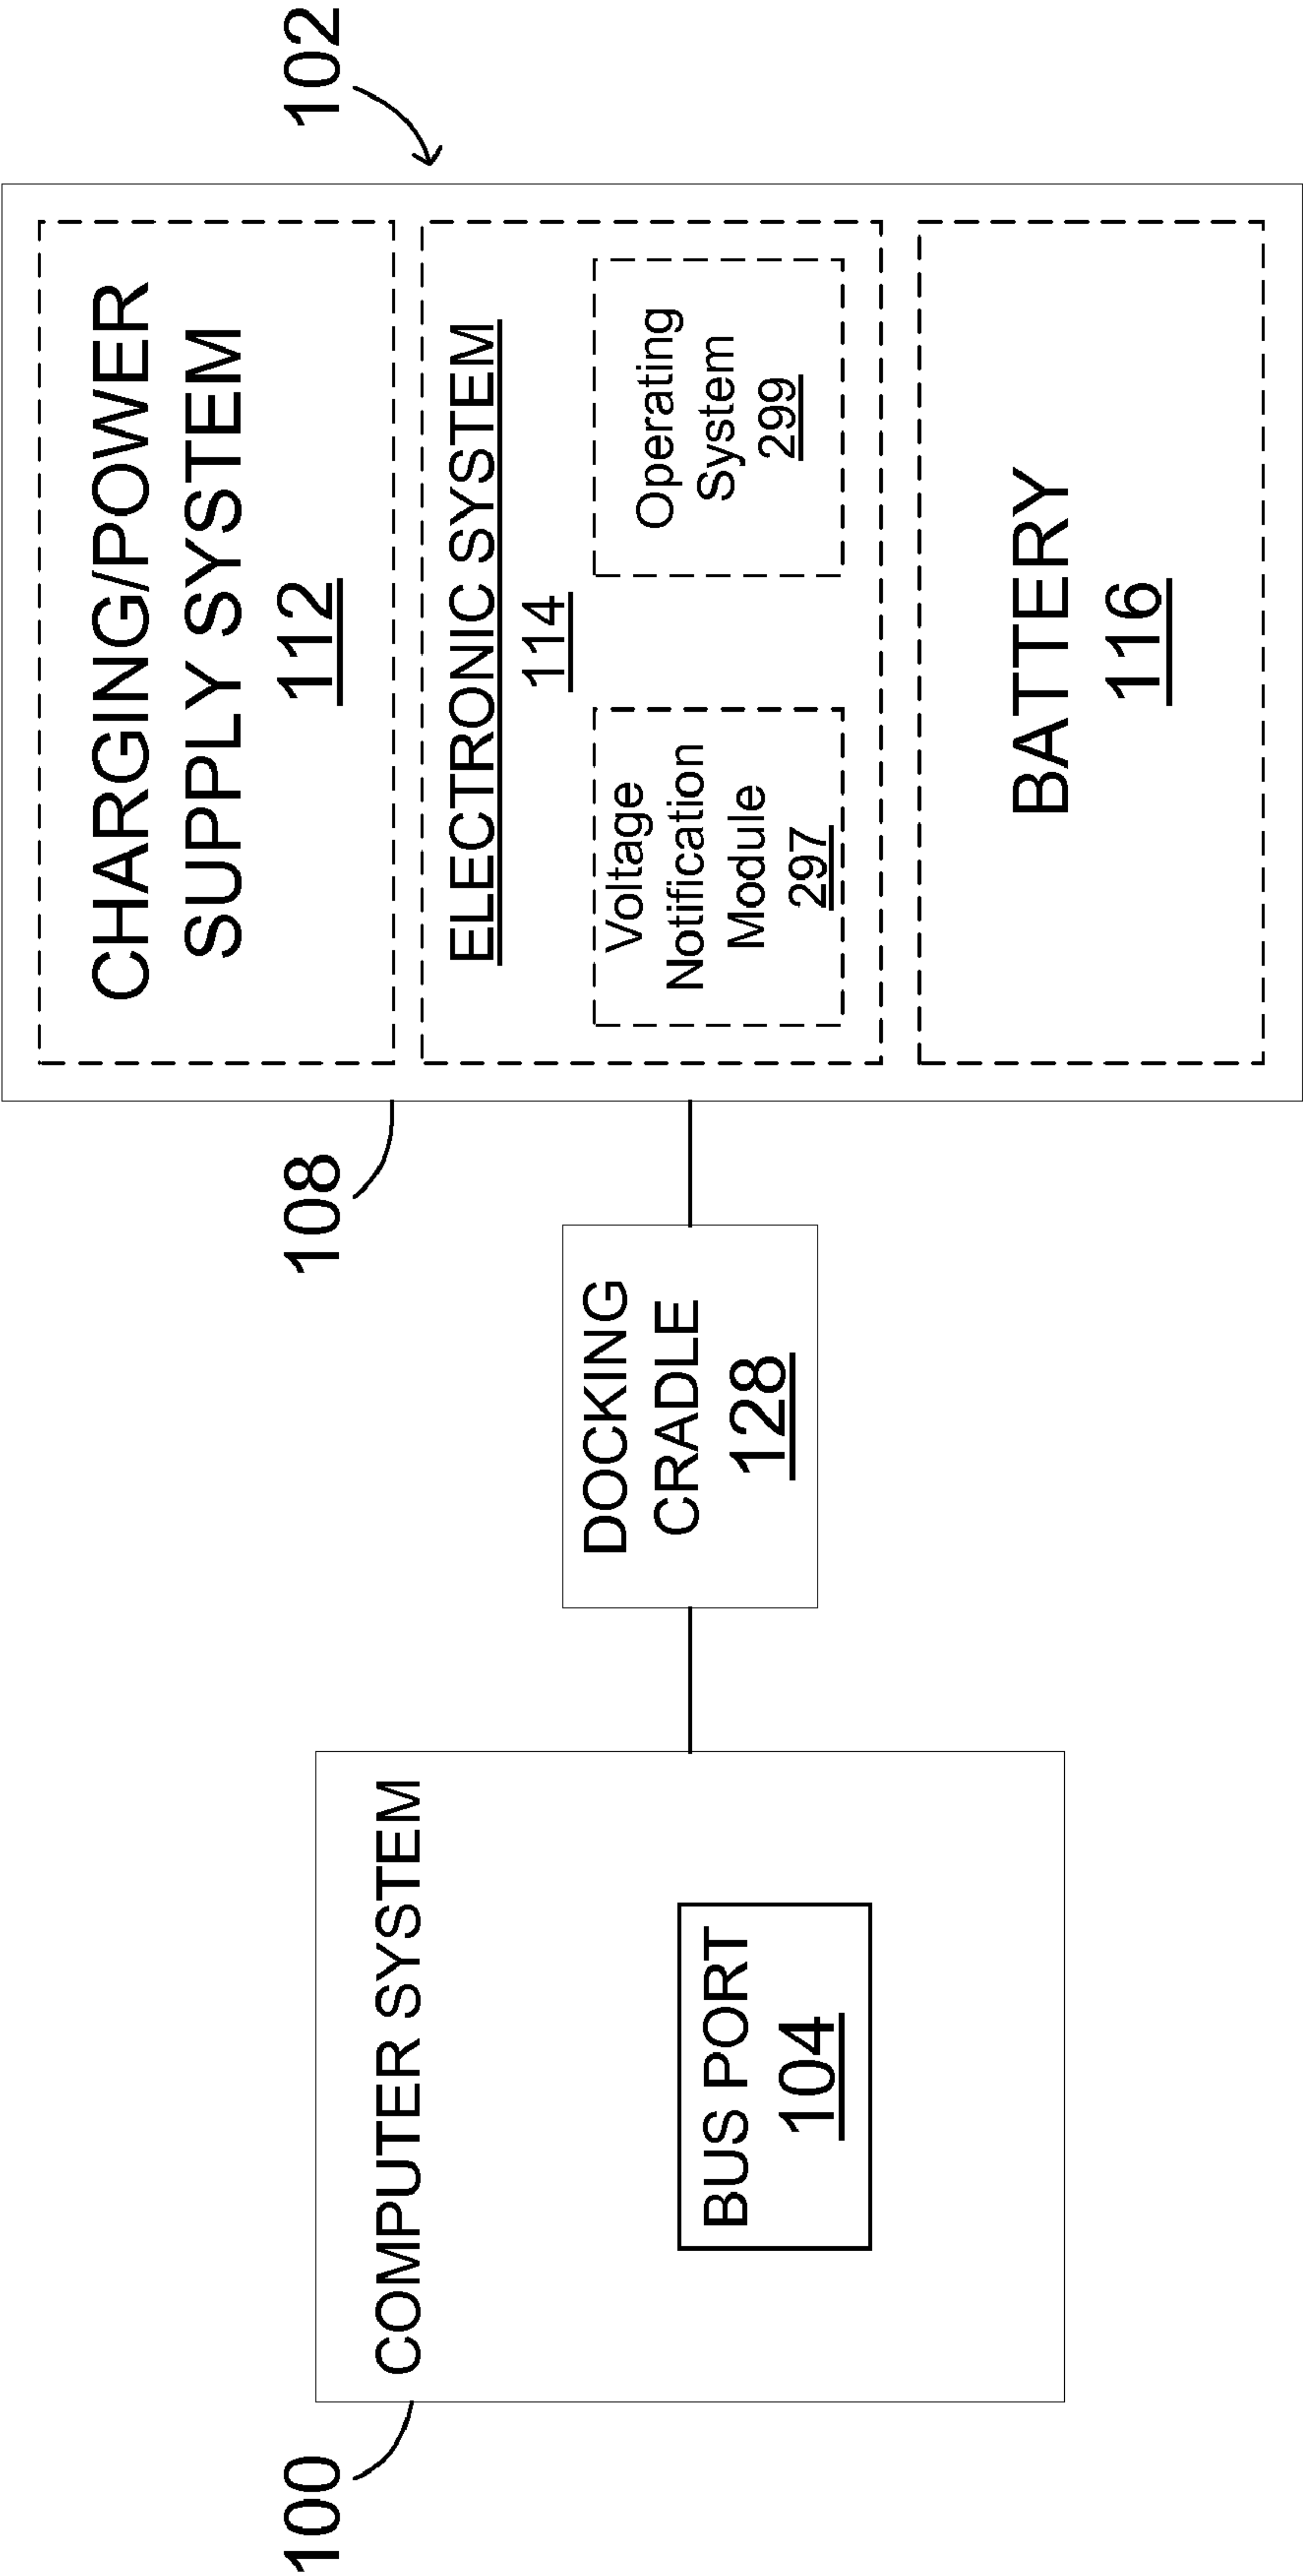 100
COMPUTER SYSTEM
BUS PORT
104
DOCKING
CRADLE
128
108
102
CHARGING/POWER
SUPPLY SYSTEM
112
ELECTRONIC SYSTEM
114
Voltage
Notification
Module
297
Operating
System
299
BATTERY
116